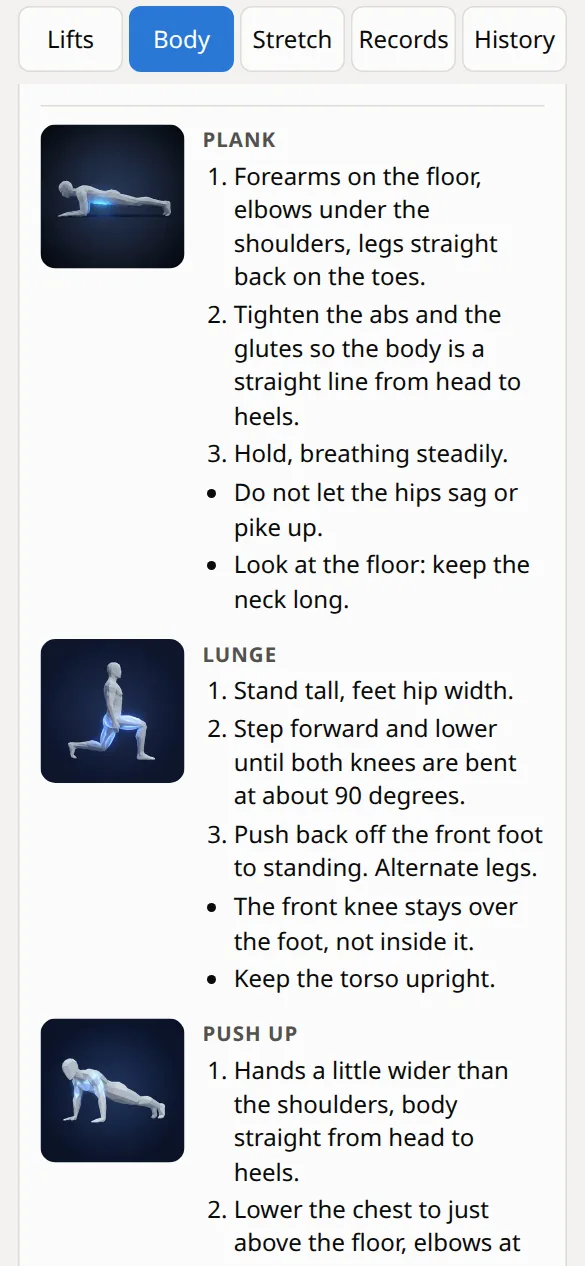 Lifts Body Stretch Records History
PLANK
1. Forearms on the floor,
elbows under the
shoulders, legs straight
back on the toes.
2. Tighten the abs and the
glutes so the body is a
straight line from head to
heels.
3. Hold, breathing steadily.
• Do not let the hips sag or
pike up.
• Look at the floor: keep the
neck long.
LUNGE
1. Stand tall, feet hip width.
2. Step forward and lower
until both knees are bent
at about 90 degrees.
3. Push back off the front foot
to standing. Alternate legs.
• The front knee stays over
the foot, not inside it.
• Keep the torso upright.
PUSH UP
1. Hands a little wider than
the shoulders, body
straight from head to
heels.
2. Lower the chest to just
above the floor, elbows at